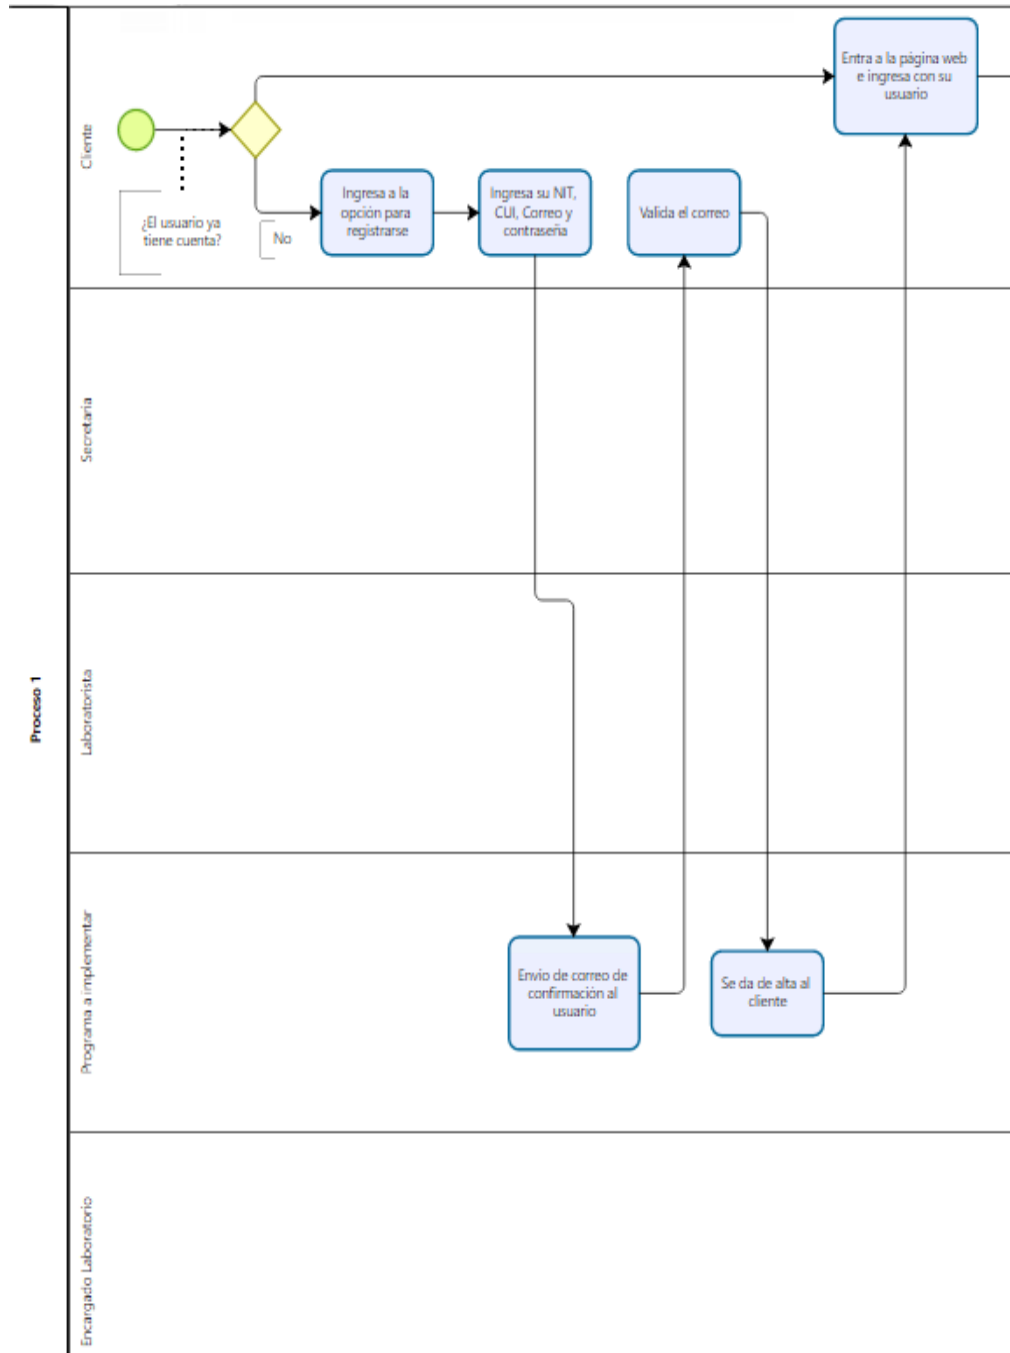 Proceso 1
Cliente
¿El usuario ya
tiene cuenta?
No
Ingresa a la
opción para
registrarse
Ingresa su NIT,
CUI, Correo y
contraseña
Valida el correo
Entra a la página web
e ingresa con su
usuario
Secretaria
Laboratorista
Programa a implementar
Envio de correo de
confirmación al
usuario
Se da de alta al
cliente
Encargado Laboratorio